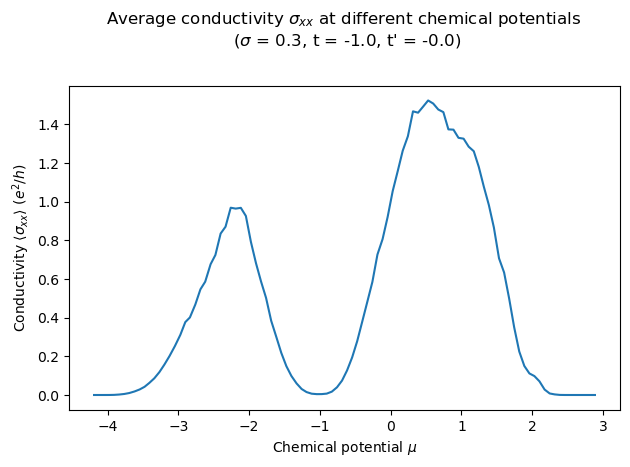 Average conductivity σxx at different chemical potentials
(σ = 0.3, t = -1.0, t' = -0.0)
Conductivity ⟨σxx⟩ (e²/h)
1.4
1.2
1.0
0.8
0.6
0.4
0.2
0.0
−4 −3 −2 −1 0 1 2 3
Chemical potential μ